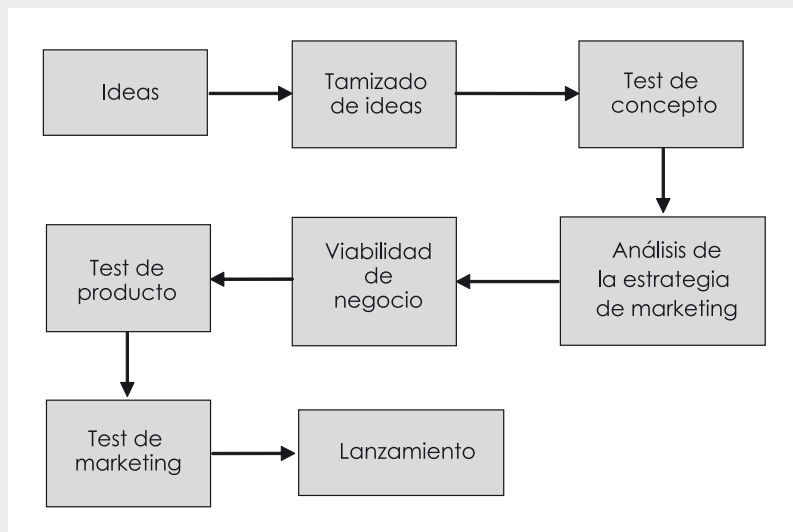 Ideas
Tamizado
de ideas
Test de
concepto
Análisis de
la estrategia
de marketing
Viabilidad
de
negocio
Test de
producto
Test de
marketing
Lanzamiento